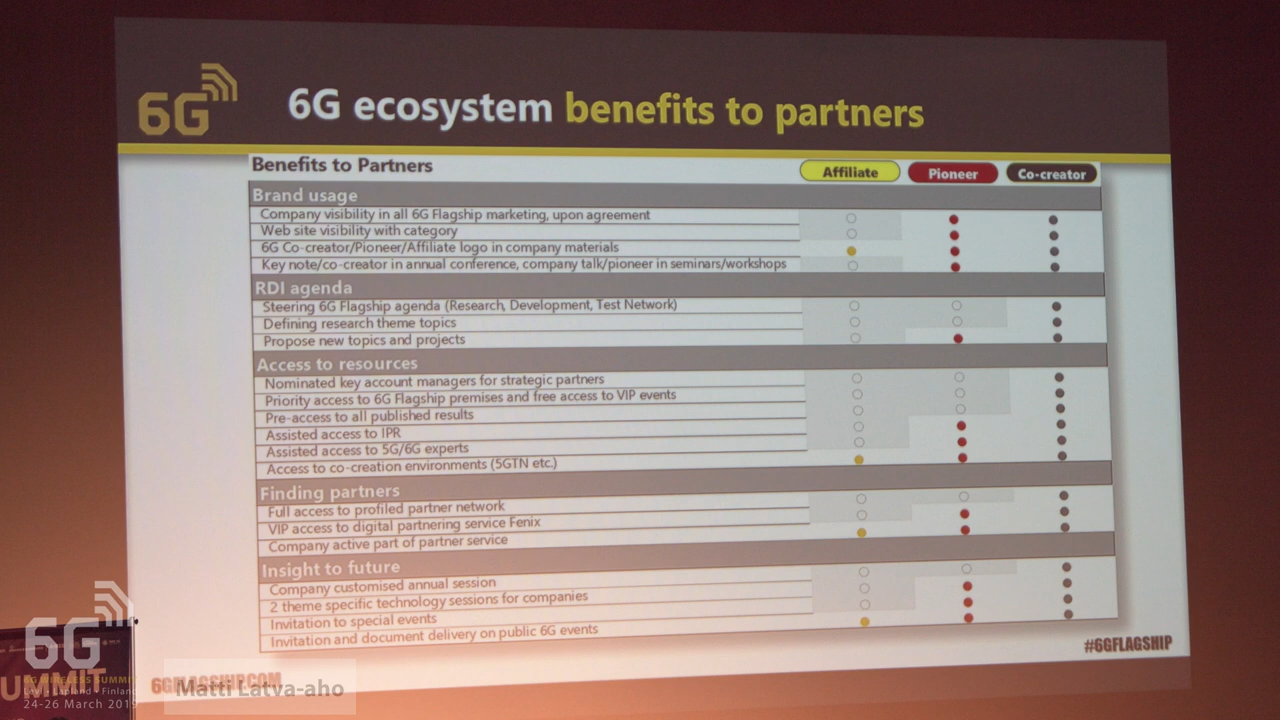 6G
6G ecosystem benefits to partners
Benefits to Partners
Affiliate
Pioneer
Co-creator
Brand usage
Company visibility in all 6G Flagship marketing, upon agreement
Web site visibility with category
6G Co-creator/Pioneer/Affiliate logo in company materials
Key note/co-creator in annual conference, company talk/pioneer in seminars/workshops
RDI agenda
Steering 6G Flagship agenda (Research, Development, Test Network)
Defining research theme topics
Propose new topics and projects
Access to resources
Nominated key account managers for strategic partners
Priority access to 6G Flagship premises and free access to VIP events
Pre-access to all published results
Assisted access to IPR
Assisted access to 5G/6G experts
Access to co-creation environments (5GTN etc.)
Finding partners
Full access to profiled partner network
VIP access to digital partnering service Fenix
Company active part of partner service
Insight to future
Company customised annual session
2 theme specific technology sessions for companies
Invitation to special events
Invitation and document delivery on public 6G events
#6GFLAGSHIP
6GFLAGSHIP.COM
Matti Latva-aho
6G
SUMMIT
6G WIRELESS SUMMIT
Levi - Lapland - Finland
24-26 March 2019